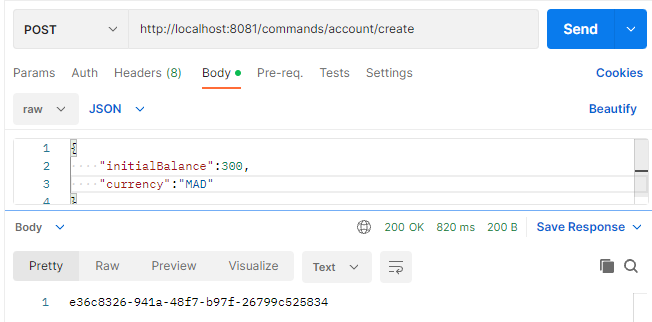 POST http://localhost:8081/commands/account/create Send
Params Auth Headers (8) Body Pre-req. Tests Settings Cookies
raw JSON Beautify
1 {
2 "initialBalance":300,
3 "currency":"MAD"
4 }
Body 200 OK 820 ms 200 B Save Response
Pretty Raw Preview Visualize Text
1 e36c8326-941a-48f7-b97f-26799c525834